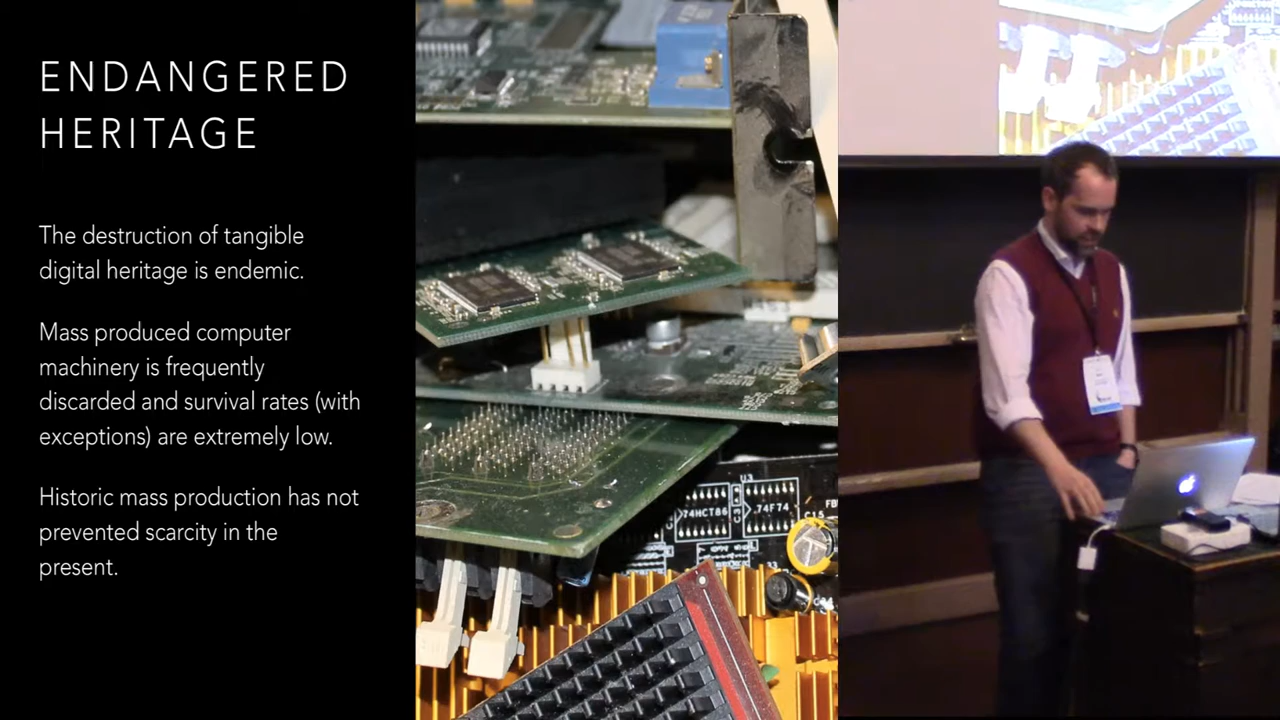 ENDANGERED
HERITAGE
The destruction of tangible
digital heritage is endemic.
Mass produced computer
machinery is frequently
discarded and survival rates (with
exceptions) are extremely low.
Historic mass production has not
prevented scarcity in the
present.
U3
74HCT86
74F74
C15